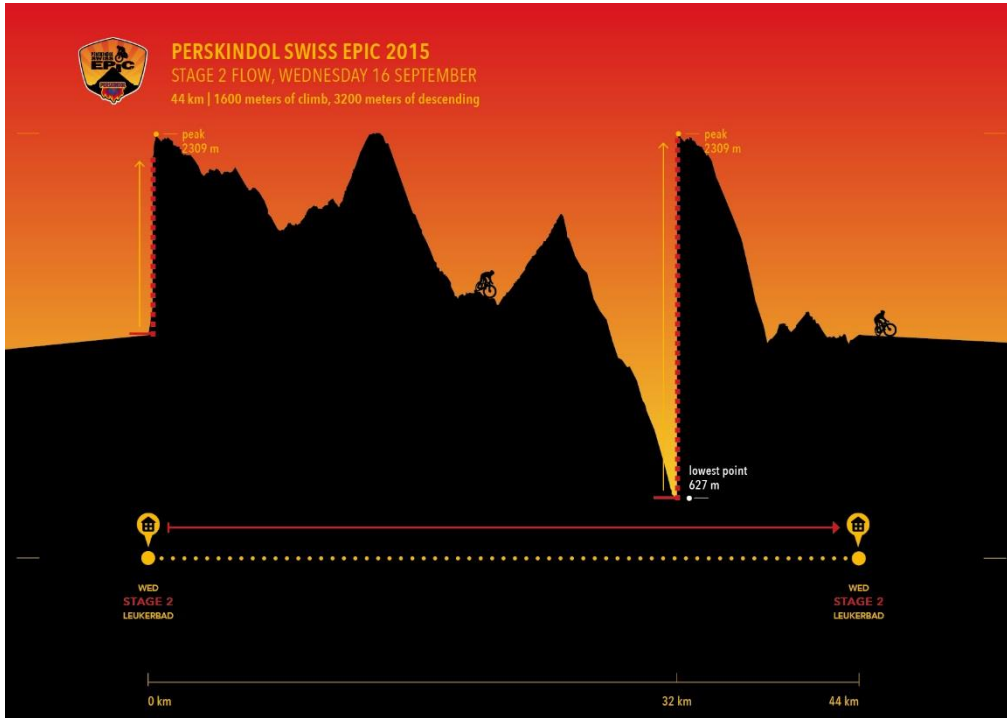 PERSKINDOL SWISS EPIC 2015
STAGE 2 FLOW, WEDNESDAY 16 SEPTEMBER
44 km | 1600 meters of climb, 3200 meters of descending
EPIC
peak
2309 m
peak
2309 m
lowest point
627 m
WED
STAGE 2
LEUKERBAD
WED
STAGE 2
LEUKERBAD
0 km
32 km
44 km